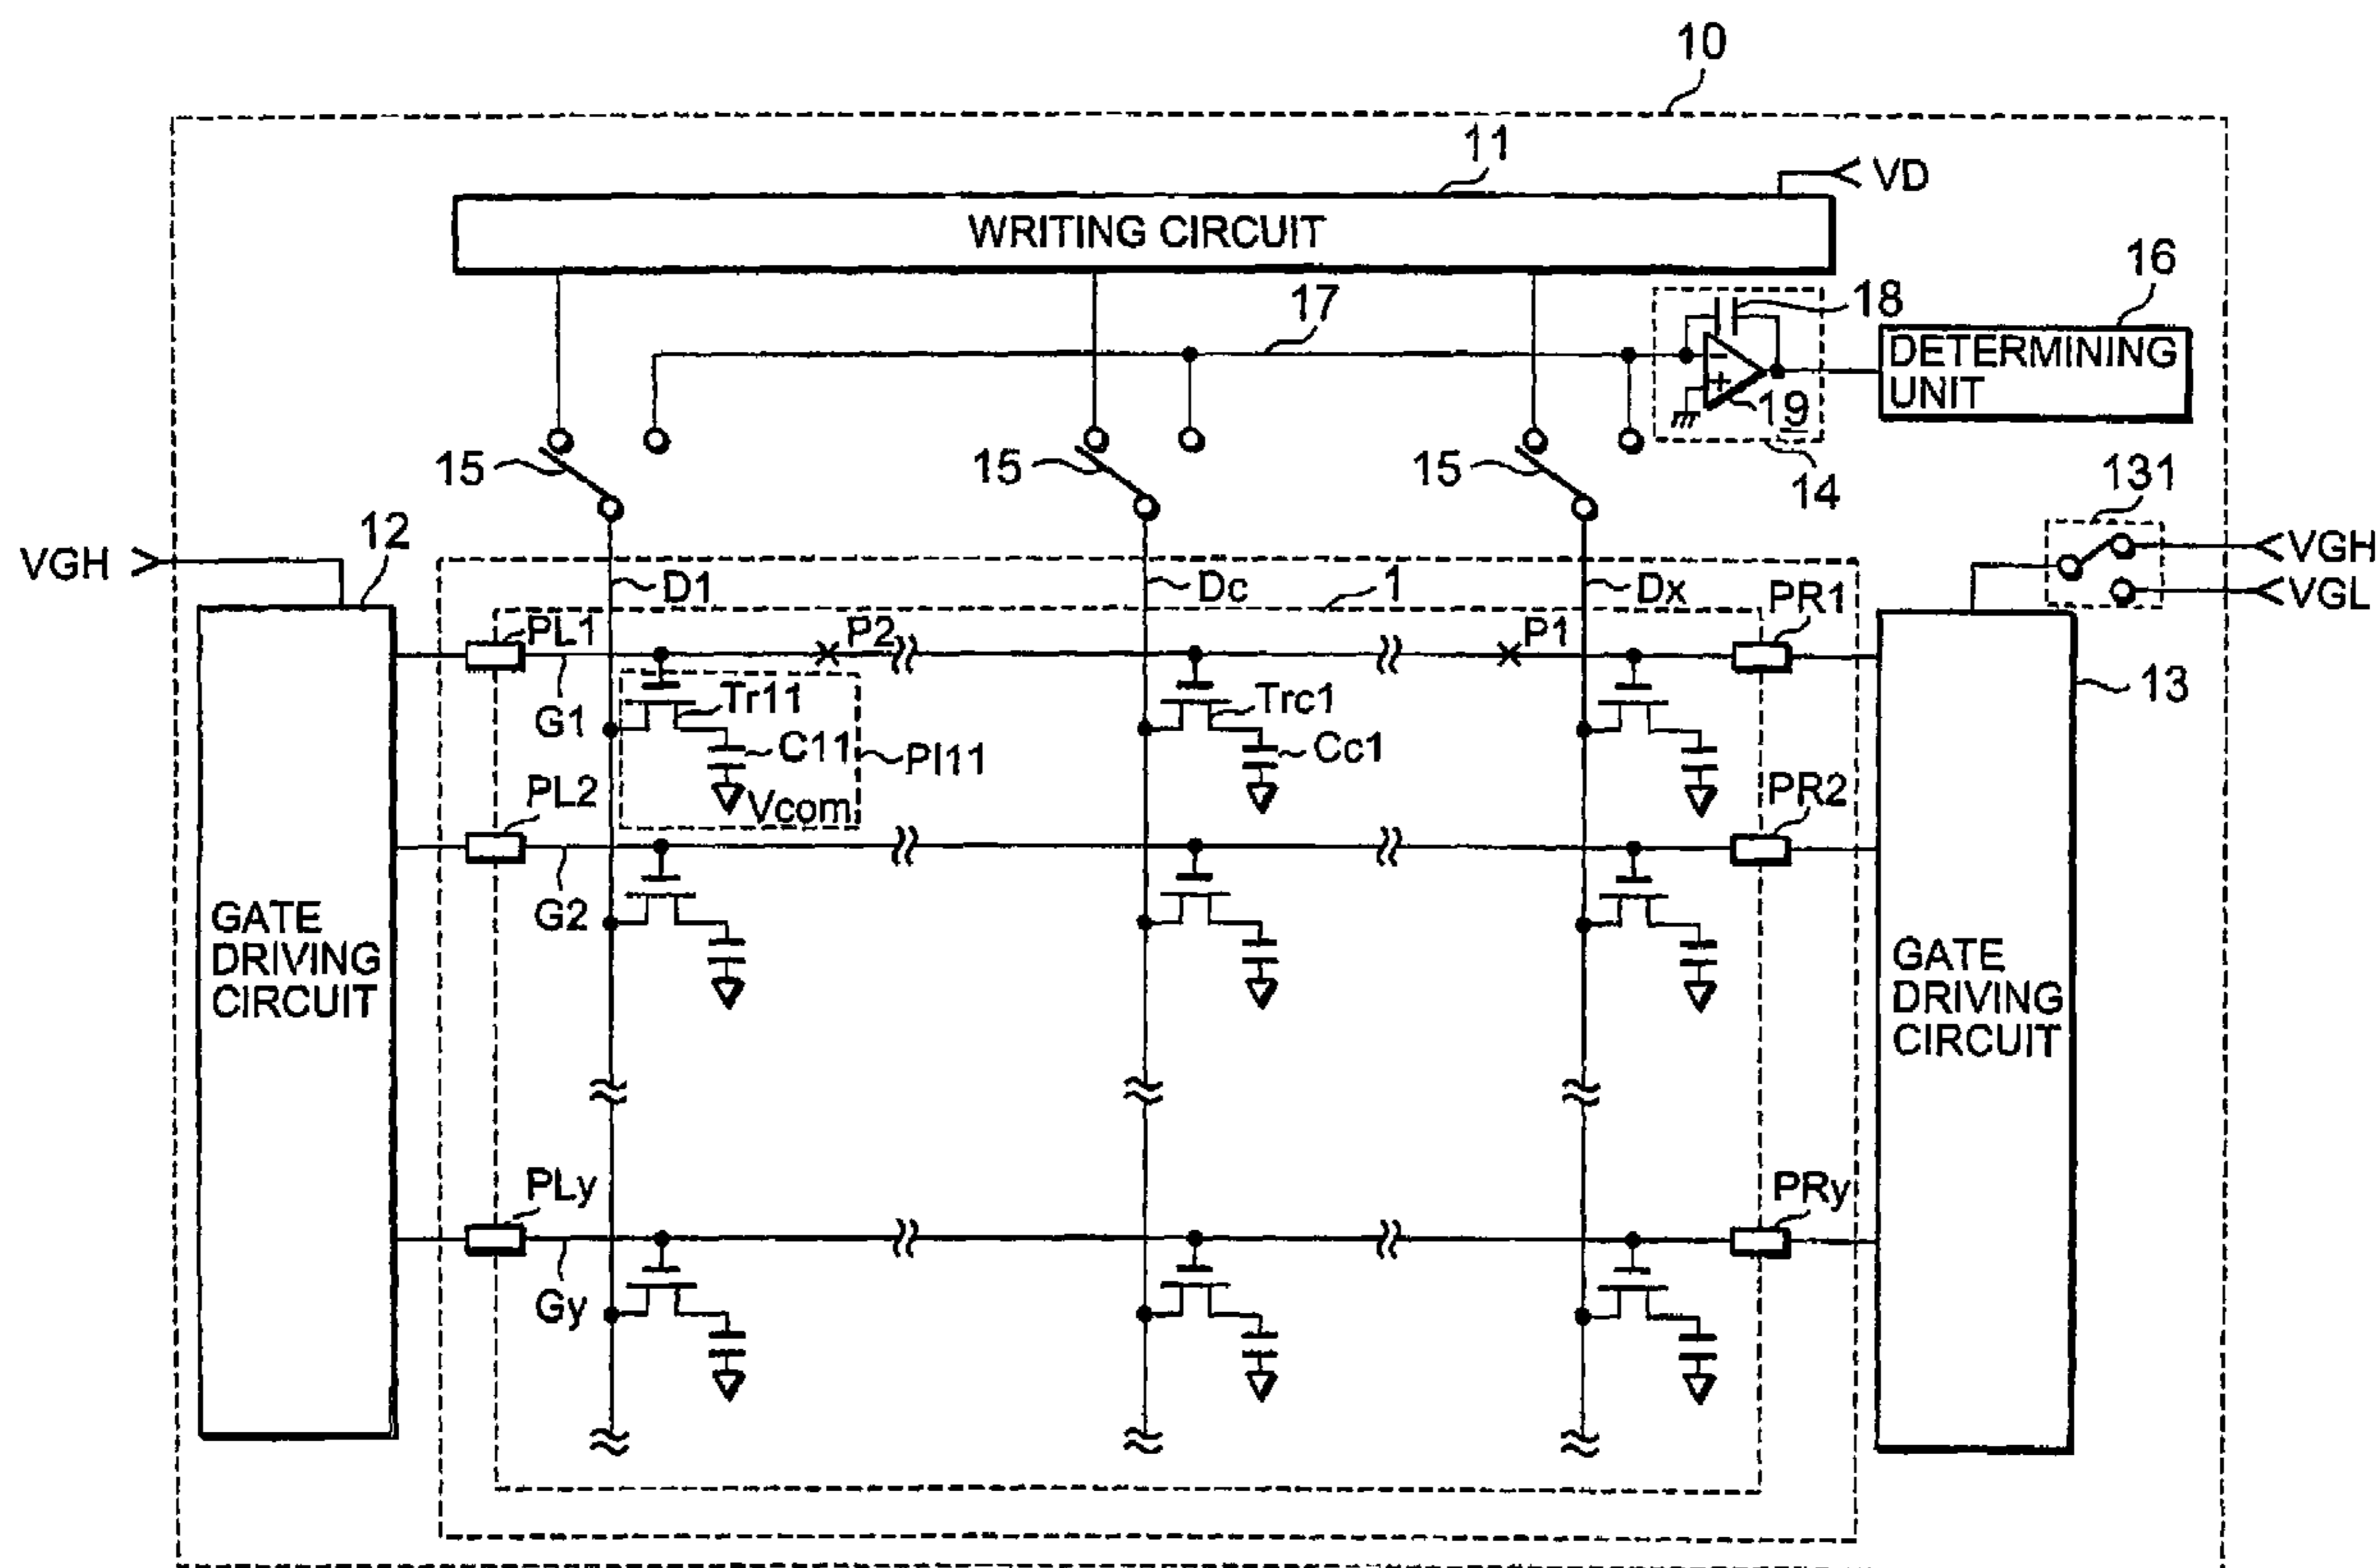 10
11
VD
WRITING CIRCUIT
16
17
18
DETERMINING
UNIT
19
14
15
15
15
131
VGH
12
VGH
VGL
D1
Dc
1
Dx
PR1
PL1
P2
P1
13
G1
Tr11
C11
PI11
Trc1
Cc1
PL2
Vcom
PR2
G2
GATE
DRIVING
CIRCUIT
GATE
DRIVING
CIRCUIT
PLy
PRy
Gy